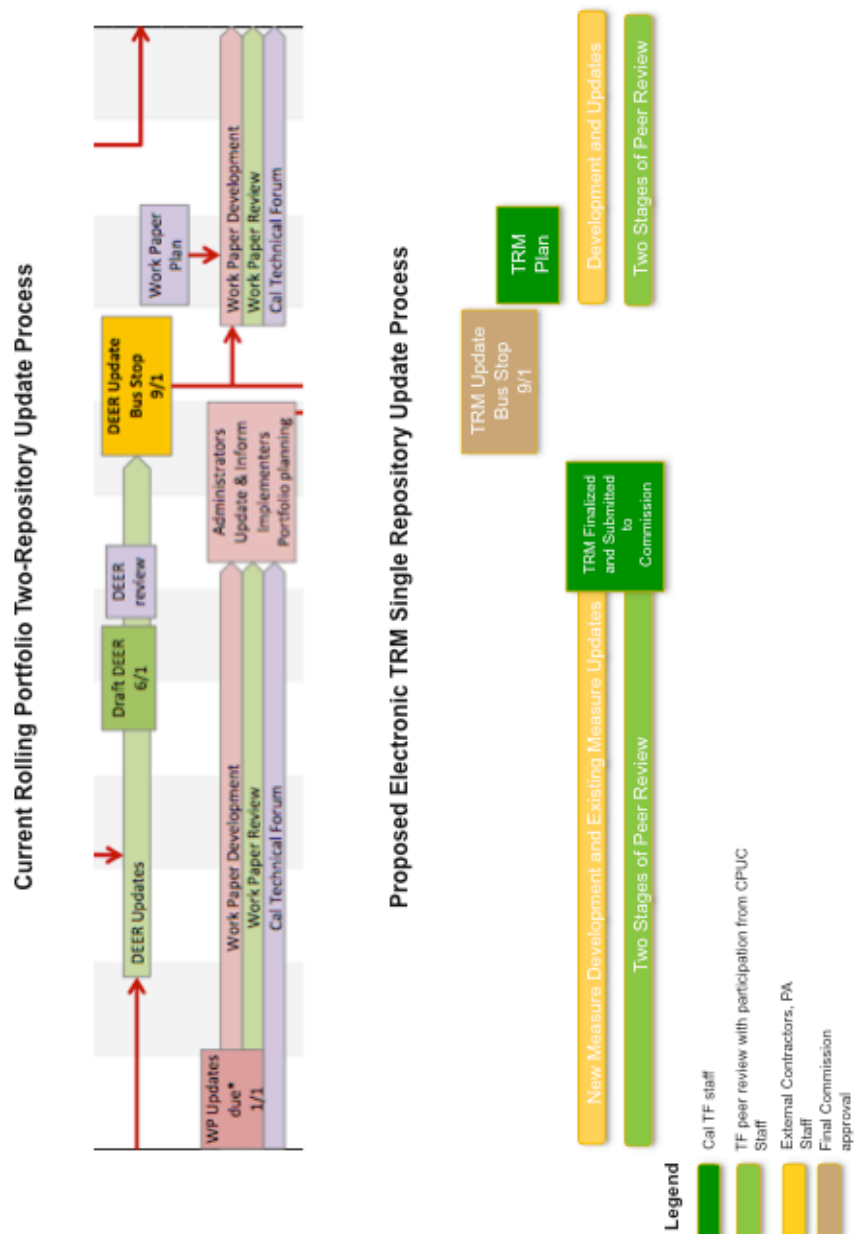 Current Rolling Portfolio Two-Repository Update Process
DEER Updates
Draft DEER
6/1
DEER
review
DEER Update
Bus Stop
9/1
Work Paper
Plan
WP Updates
due*
1/1
Work Paper Development
Work Paper Review
Cal Technical Forum
Administrators
Update & Inform
Implementers
Portfolio planning
Work Paper Development
Work Paper Review
Cal Technical Forum
Proposed Electronic TRM Single Repository Update Process
TRM Update
Bus Stop
9/1
TRM
Plan
New Measure Development and Existing Measure Updates
Two Stages of Peer Review
TRM Finalized
and Submitted
to
Commission
Development and Updates
Two Stages of Peer Review
Legend
Cal TF staff
TF peer review with participation from CPUC
Staff
External Contractors, PA
Staff
Final Commission
approval